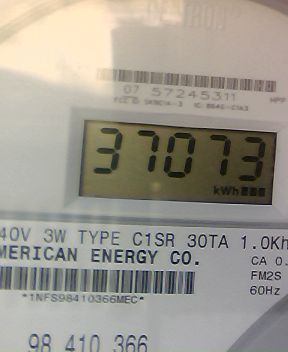 07 57245311
37073
kWh
40V 3W TYPE C1SR 30TA 1.0Kh
MERICAN ENERGY CO.
CA 0.
FM2S
60Hz
*1NFS98410366MEC*
98 410 366